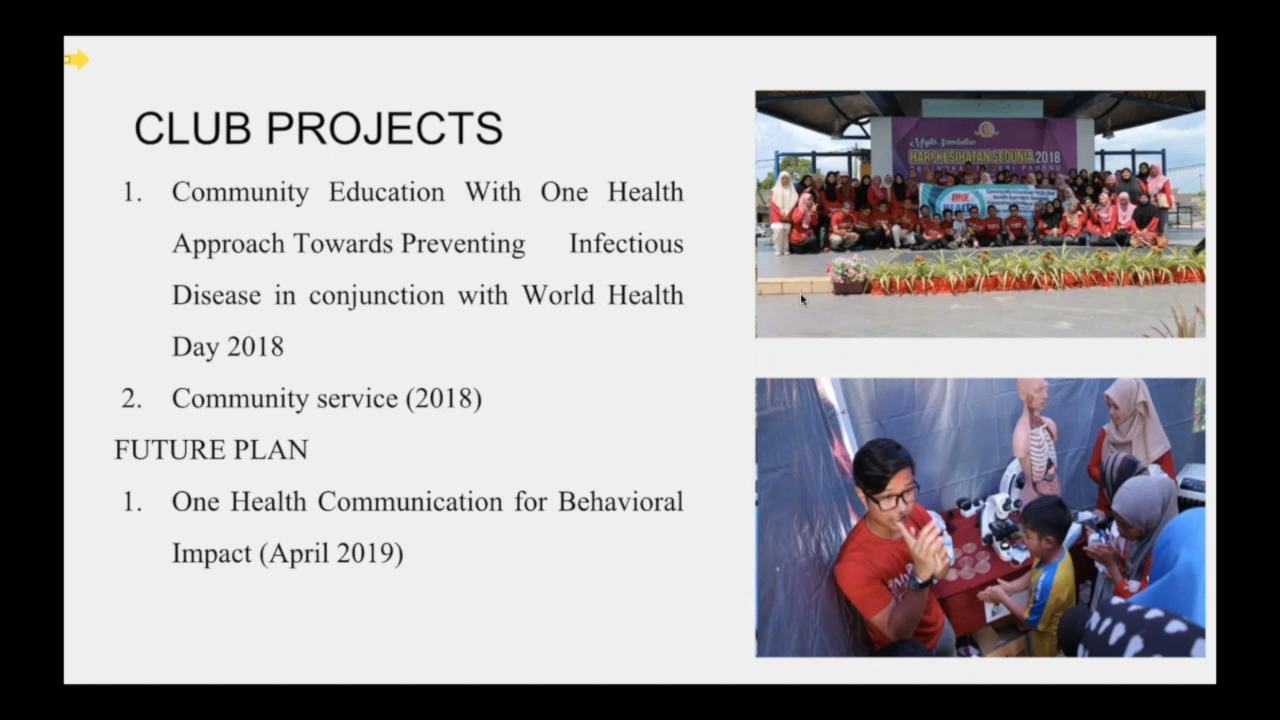 CLUB PROJECTS
1. Community Education With One Health
Approach Towards Preventing Infectious
Disease in conjunction with World Health
Day 2018
2. Community service (2018)
FUTURE PLAN
1. One Health Communication for Behavioral
Impact (April 2019)
HARI KESIHATAN SEDUNIA 2018